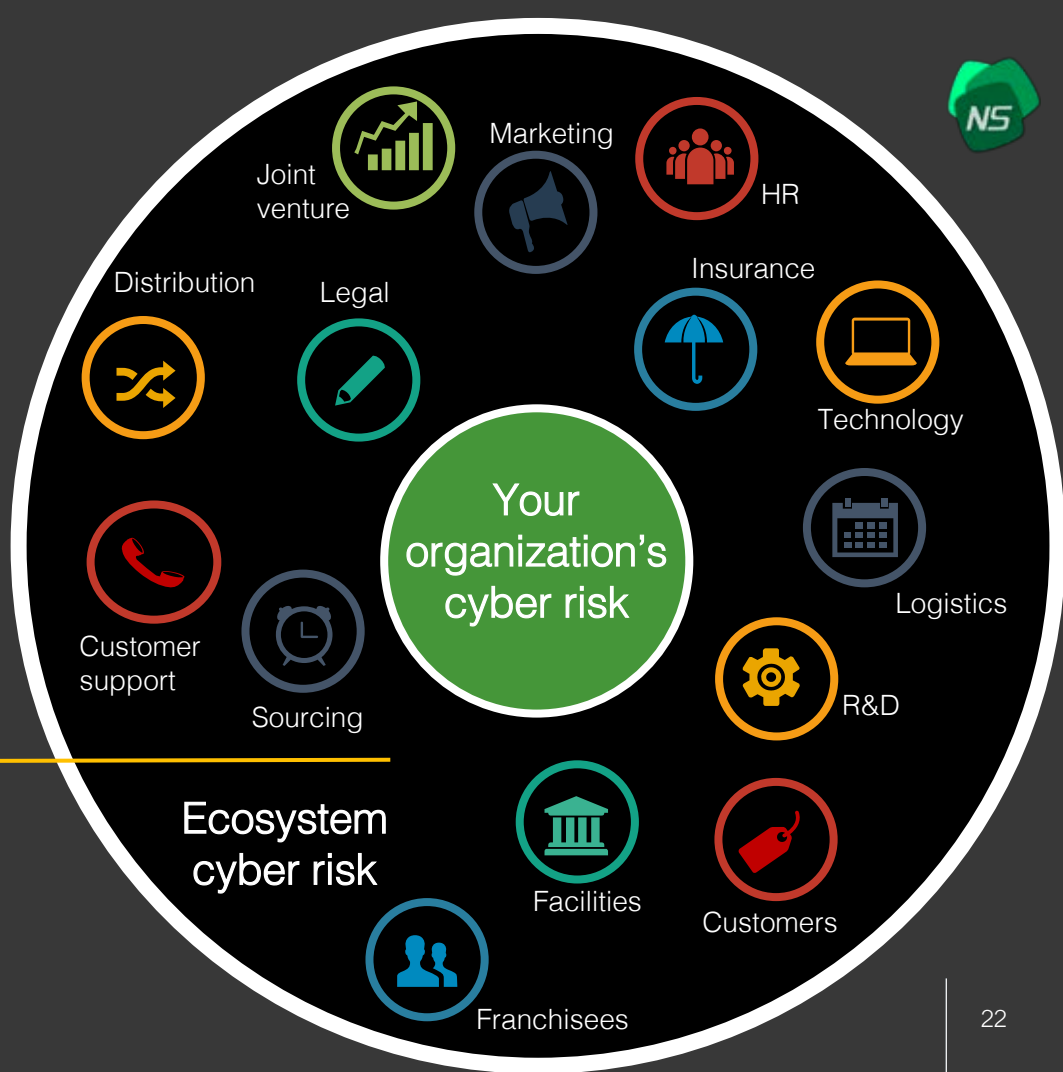 NS
Marketing
Joint
venture
HR
Insurance
Distribution
Legal
Technology
Your
organization’s
cyber risk
Logistics
Customer
support
Sourcing
R&D
Ecosystem
cyber risk
Facilities
Customers
Franchisees
22